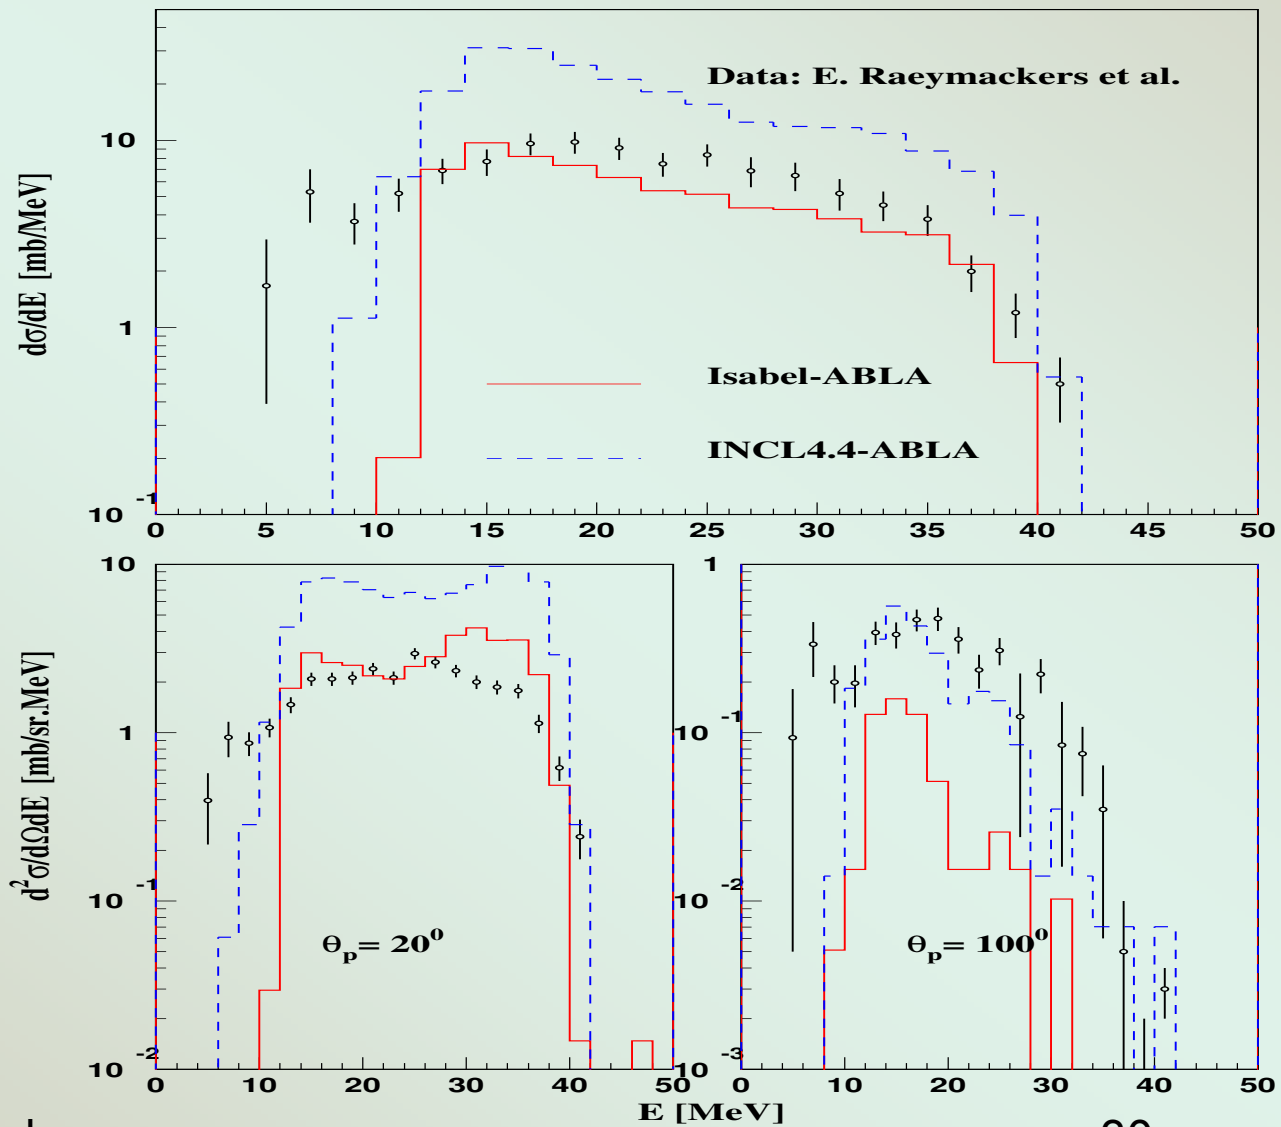 10
1
10 -1
dσ/dE [mb/MeV]
Data: E. Raeymackers et al.
Isabel-ABLA
INCL4.4-ABLA
0 5 10 15 20 25 30 35 40 45 50
10
1
10 -1
10 -2
d²σ/dΩdE [mb/sr.MeV]
θp= 20⁰
0 10 20 30 40 50
1
10 -1
10 -2
10 -3
θp= 100⁰
0 10 20 30 40 50
E [MeV]